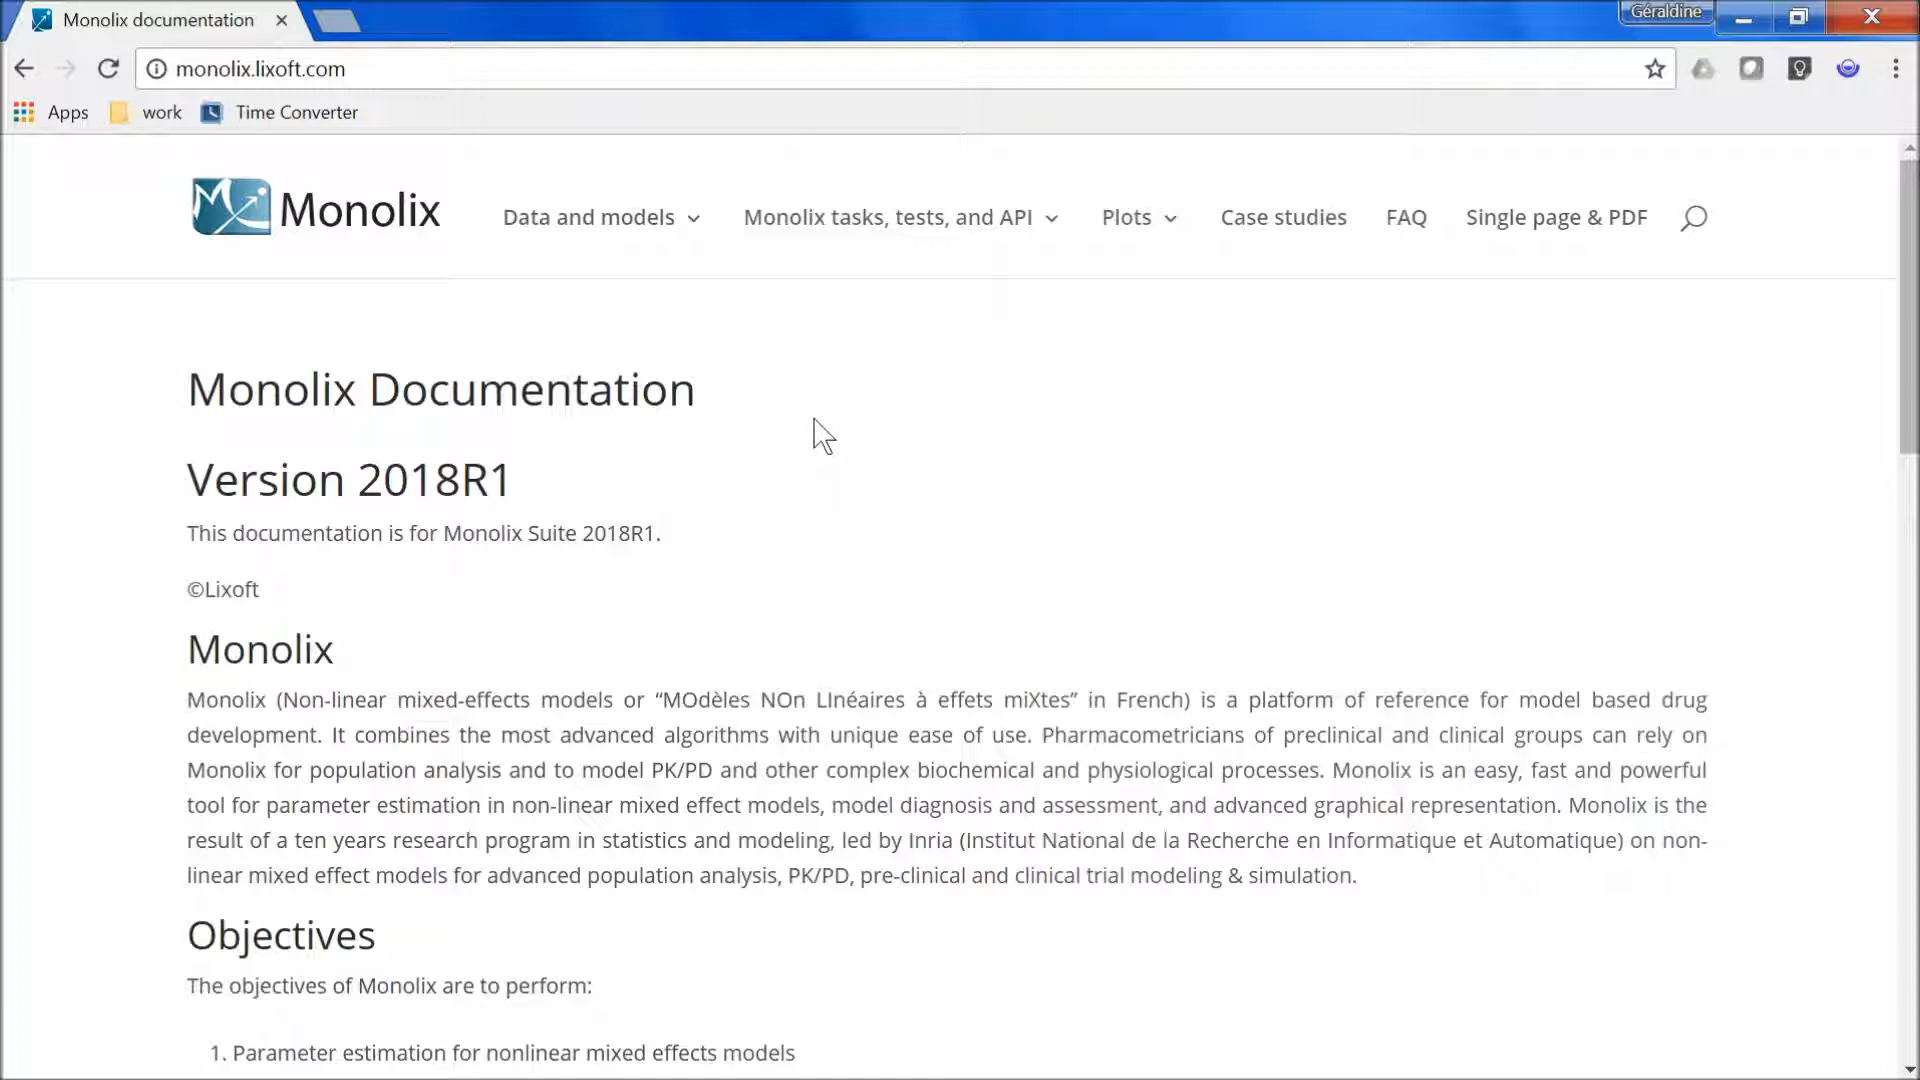 Monolix documentation
Géraldine
monolix.lixoft.com
Apps work Time Converter
Monolix Data and models Monolix tasks, tests, and API Plots Case studies FAQ Single page & PDF
Monolix Documentation
Version 2018R1
This documentation is for Monolix Suite 2018R1.
©Lixoft
Monolix
Monolix (Non-linear mixed-effects models or “MOdèles NOn LInéaires à effets miXtes” in French) is a platform of reference for model based drug
development. It combines the most advanced algorithms with unique ease of use. Pharmacometricians of preclinical and clinical groups can rely on
Monolix for population analysis and to model PK/PD and other complex biochemical and physiological processes. Monolix is an easy, fast and powerful
tool for parameter estimation in non-linear mixed effect models, model diagnosis and assessment, and advanced graphical representation. Monolix is the
result of a ten years research program in statistics and modeling, led by Inria (Institut National de la Recherche en Informatique et Automatique) on non-
linear mixed effect models for advanced population analysis, PK/PD, pre-clinical and clinical trial modeling & simulation.
Objectives
The objectives of Monolix are to perform:
1. Parameter estimation for nonlinear mixed effects models